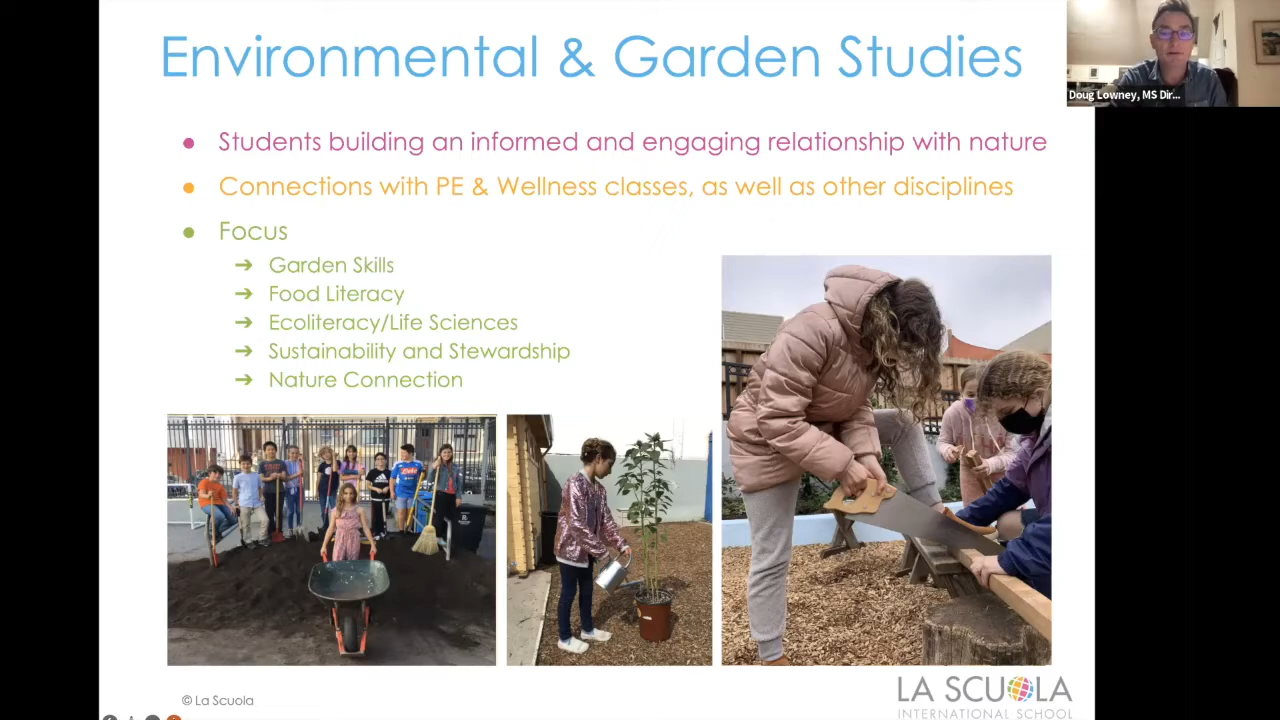 Environmental & Garden Studies
Doug Lowney, MS Dir...
● Students building an informed and engaging relationship with nature
● Connections with PE & Wellness classes, as well as other disciplines
● Focus
➔ Garden Skills
➔ Food Literacy
➔ Ecoliteracy/Life Sciences
➔ Sustainability and Stewardship
➔ Nature Connection
© La Scuola
LA SCUOLA
INTERNATIONAL SCHOOL